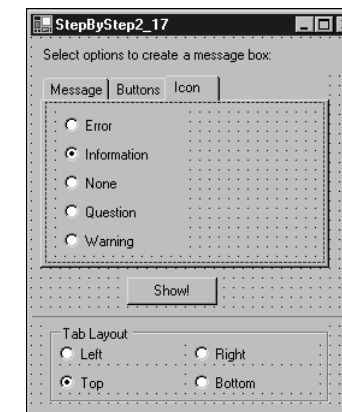 StepByStep2_17
Select options to create a message box:
Message Buttons Icon
Error
Information
None
Question
Warning
Show!
Tab Layout
Left Right
Top Bottom